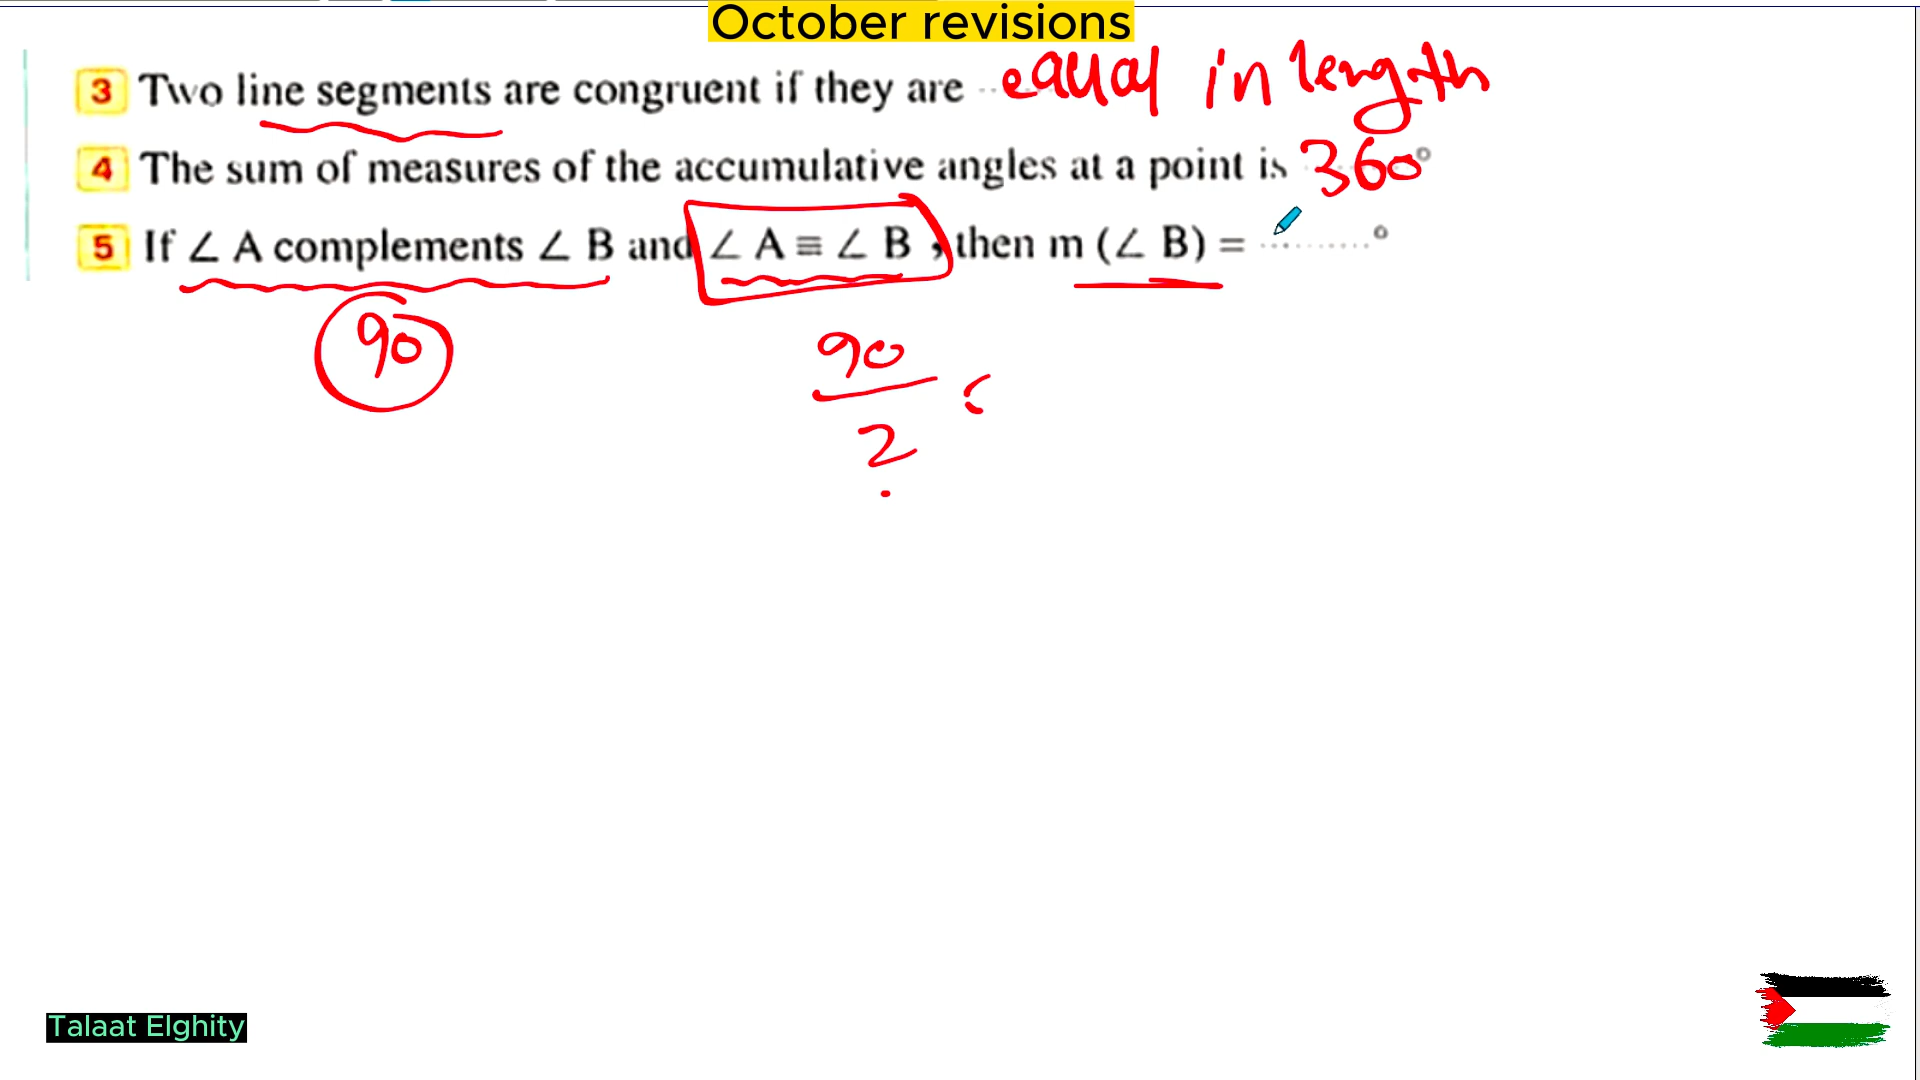 October revisions
3 Two line segments are congruent if they are ...... equal in length
4 The sum of measures of the accumulative angles at a point is 360°
5 If ∠ A complements ∠ B and ∠ A ≡ ∠ B , then m (∠ B) = ..........°
90
90
2
Talaat Elghity